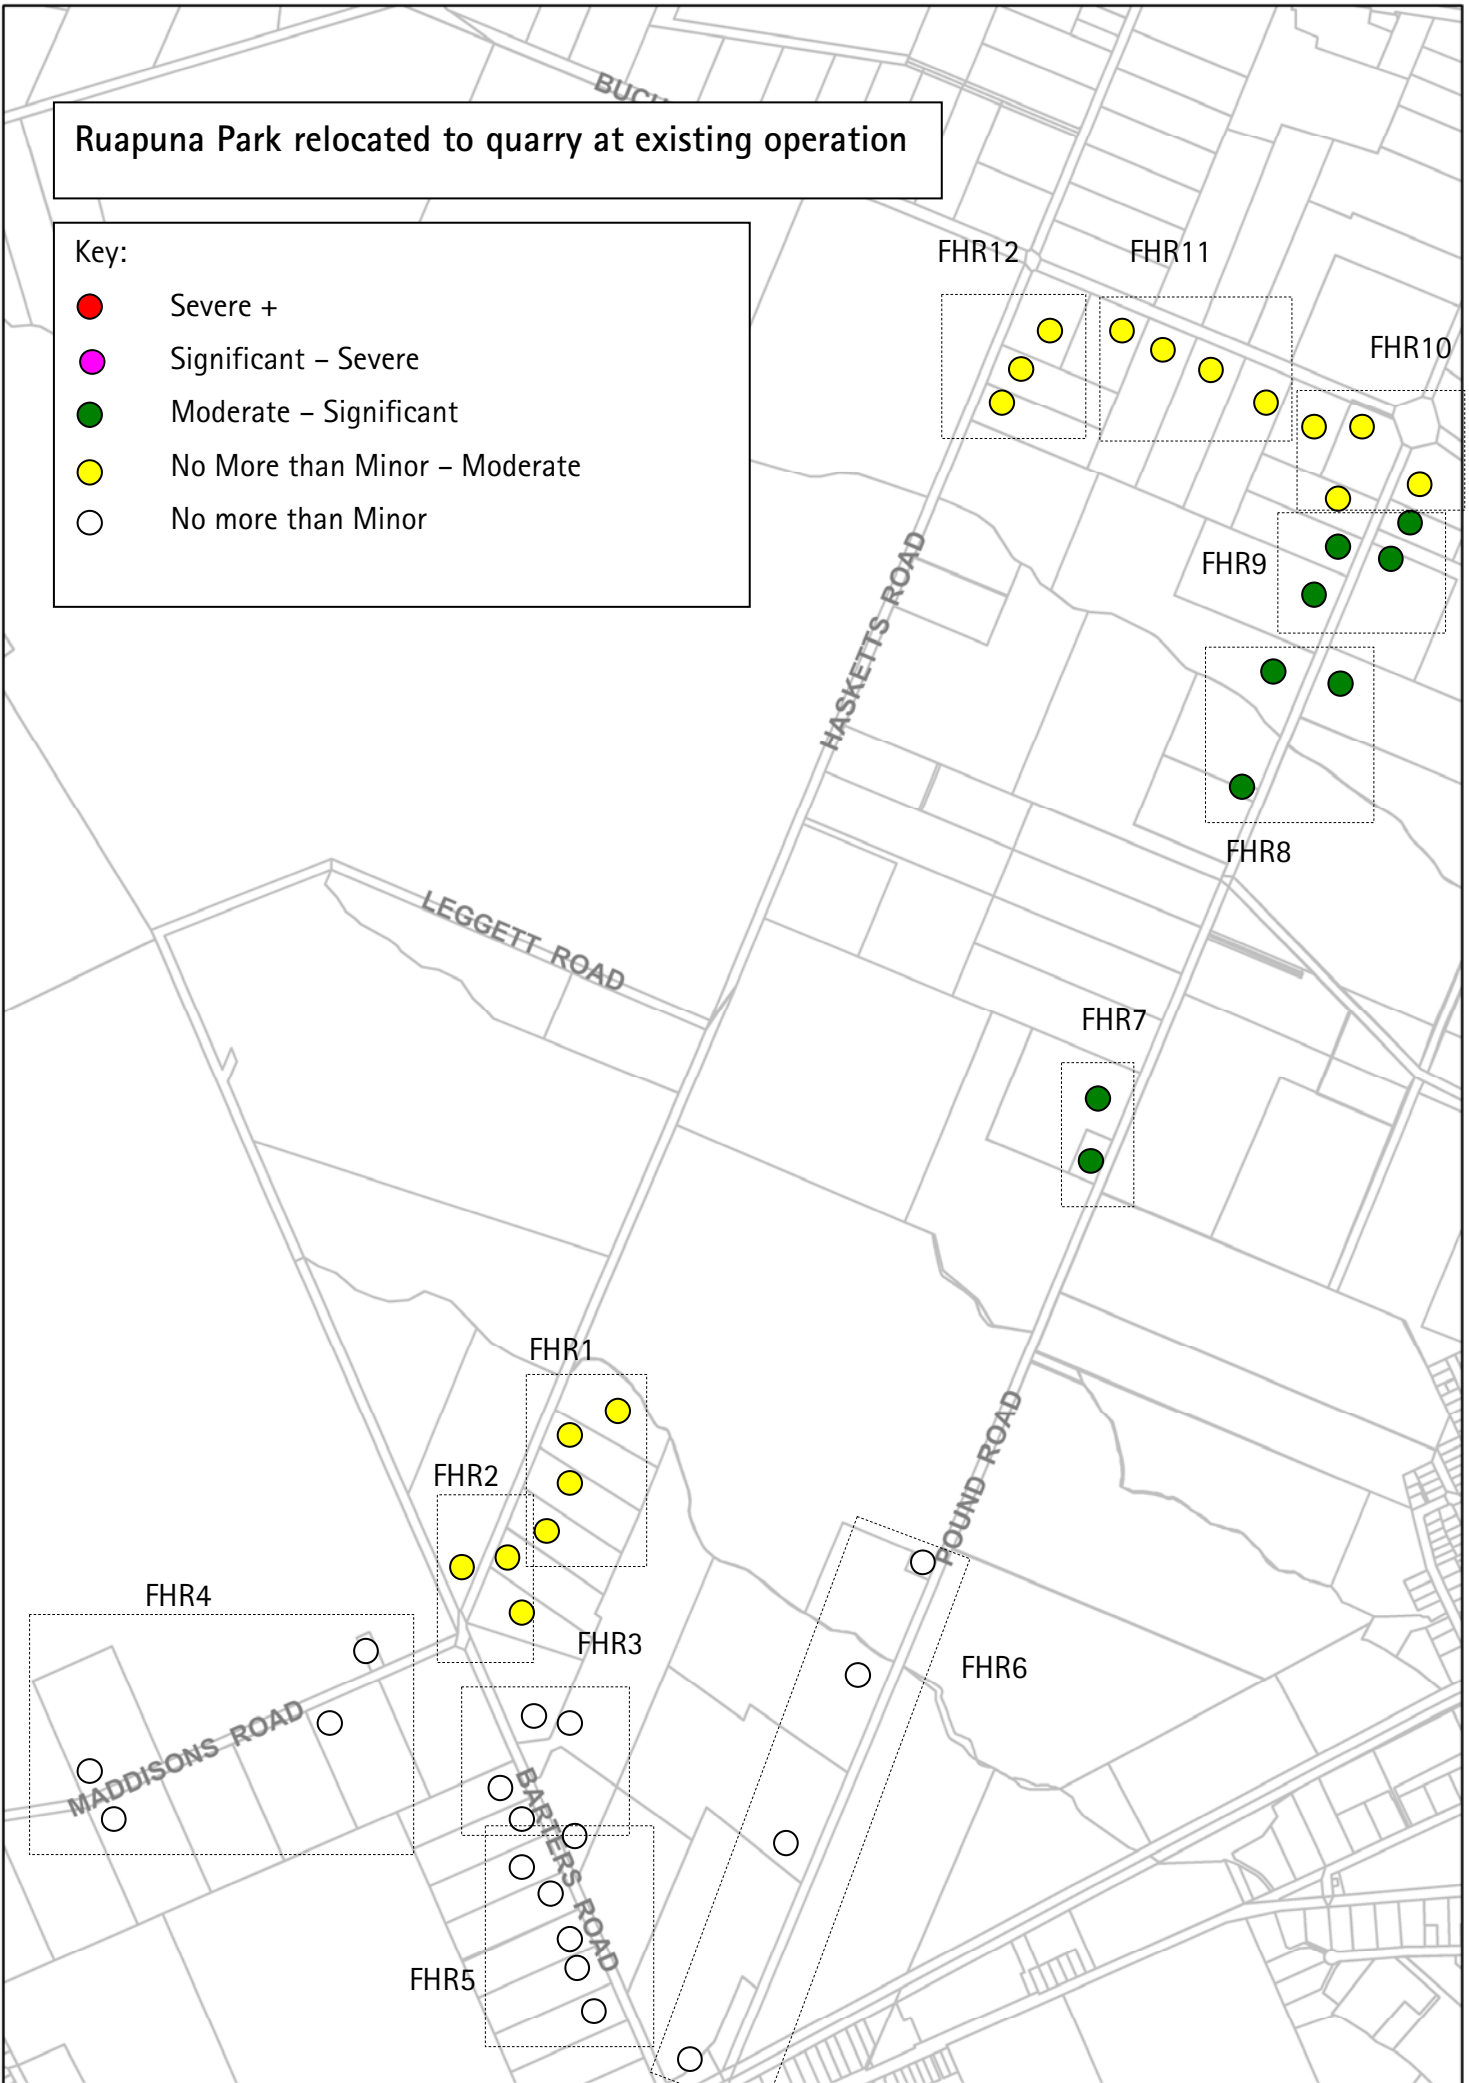 Ruapuna Park relocated to quarry at existing operation
Key:
Severe +
Significant – Severe
Moderate – Significant
No More than Minor – Moderate
No more than Minor
FHR12
FHR11
FHR10
FHR9
HASKETTS ROAD
FHR8
LEGGETT ROAD
FHR7
FHR1
POUND ROAD
FHR2
FHR4
FHR3
FHR6
MADDISONS ROAD
BARTERS ROAD
FHR5